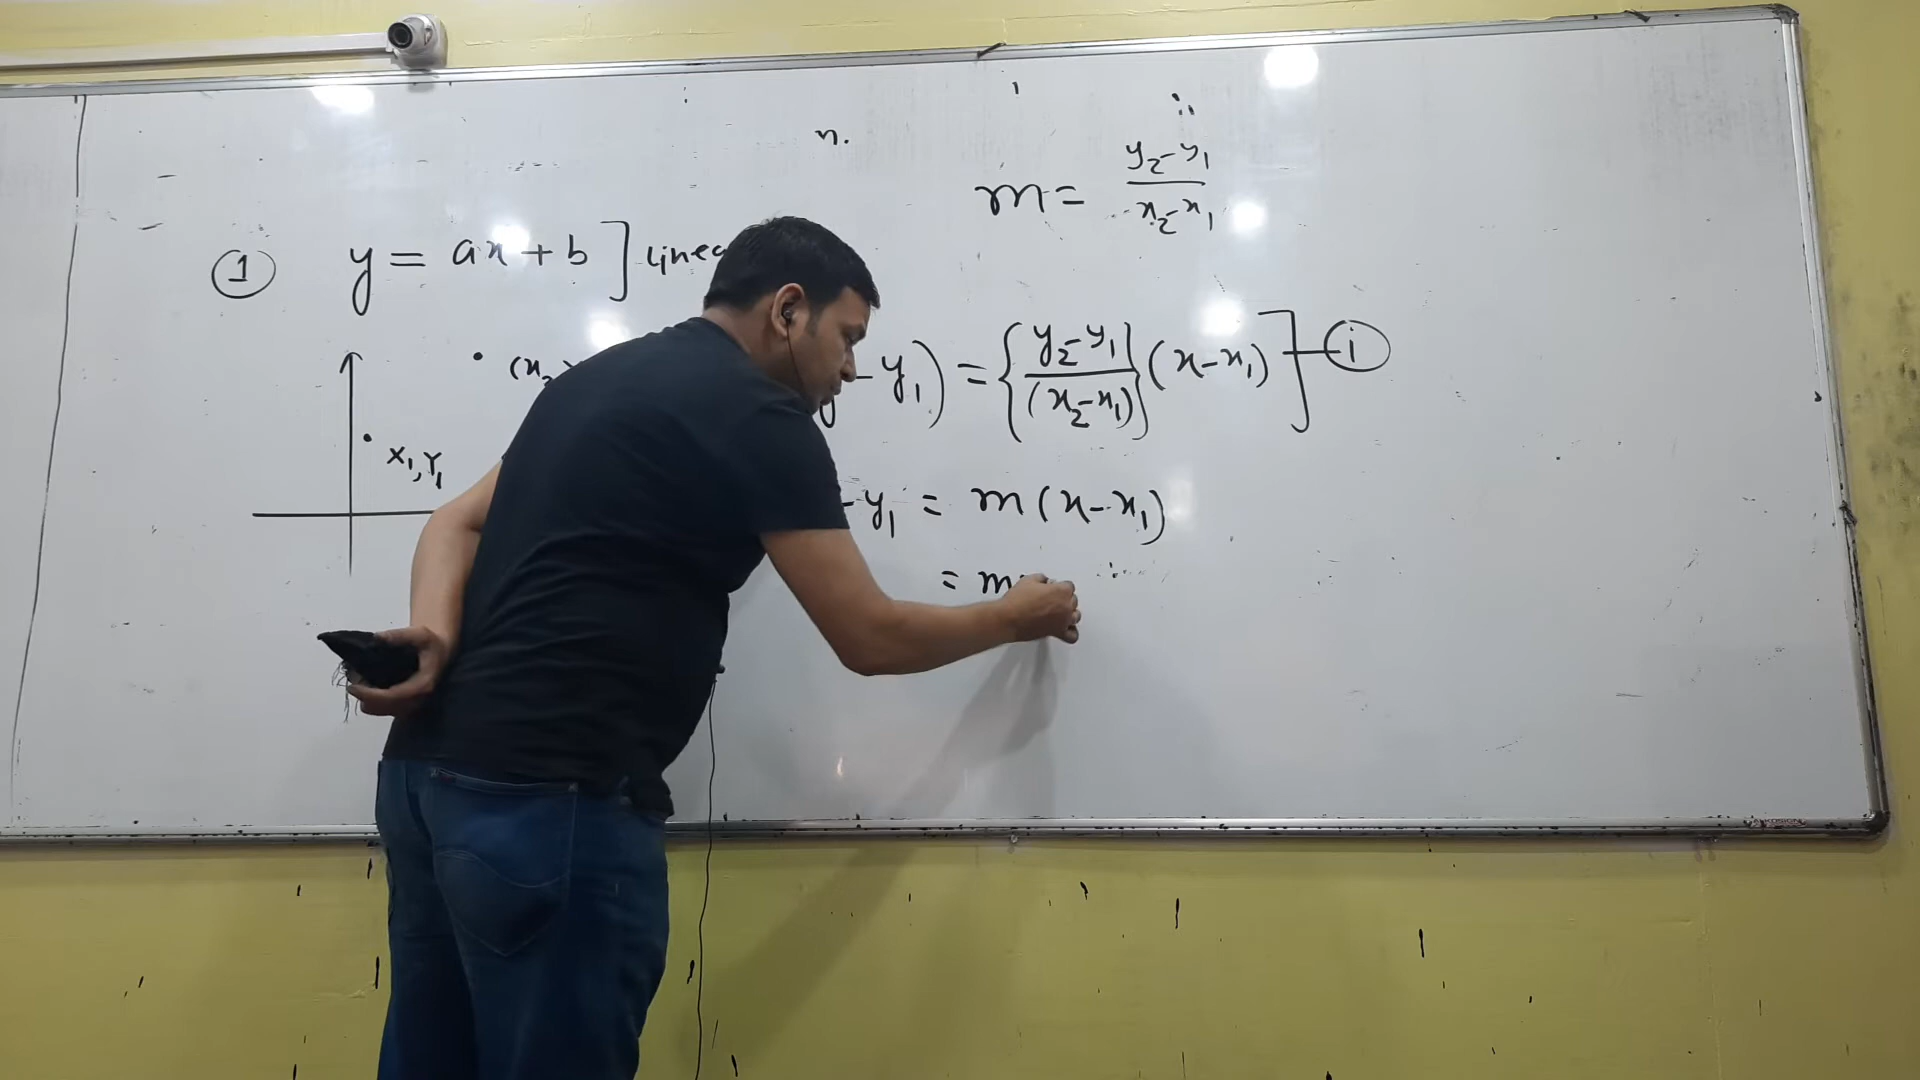 n.
m = y₂-y₁ / x₂-x₁
① y = ax + b ] Linea
- y₁) = { y₂-y₁ / (x₂-x₁) } (x-x₁) ] — ⓘ
(x₂
x₁, y₁
- y₁ = m (x-x₁)
= m